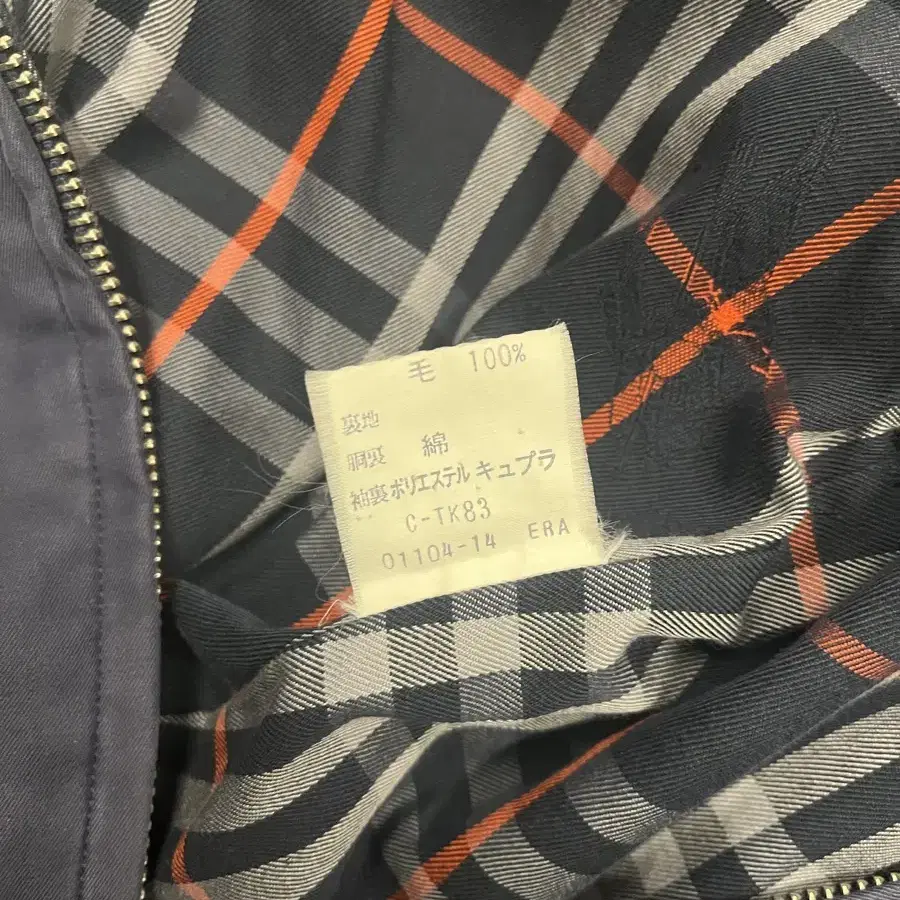 毛 100%
裏地
胴裏 綿
袖裏 ポリエステル キュプラ
C-TK83
01104-14 ERA